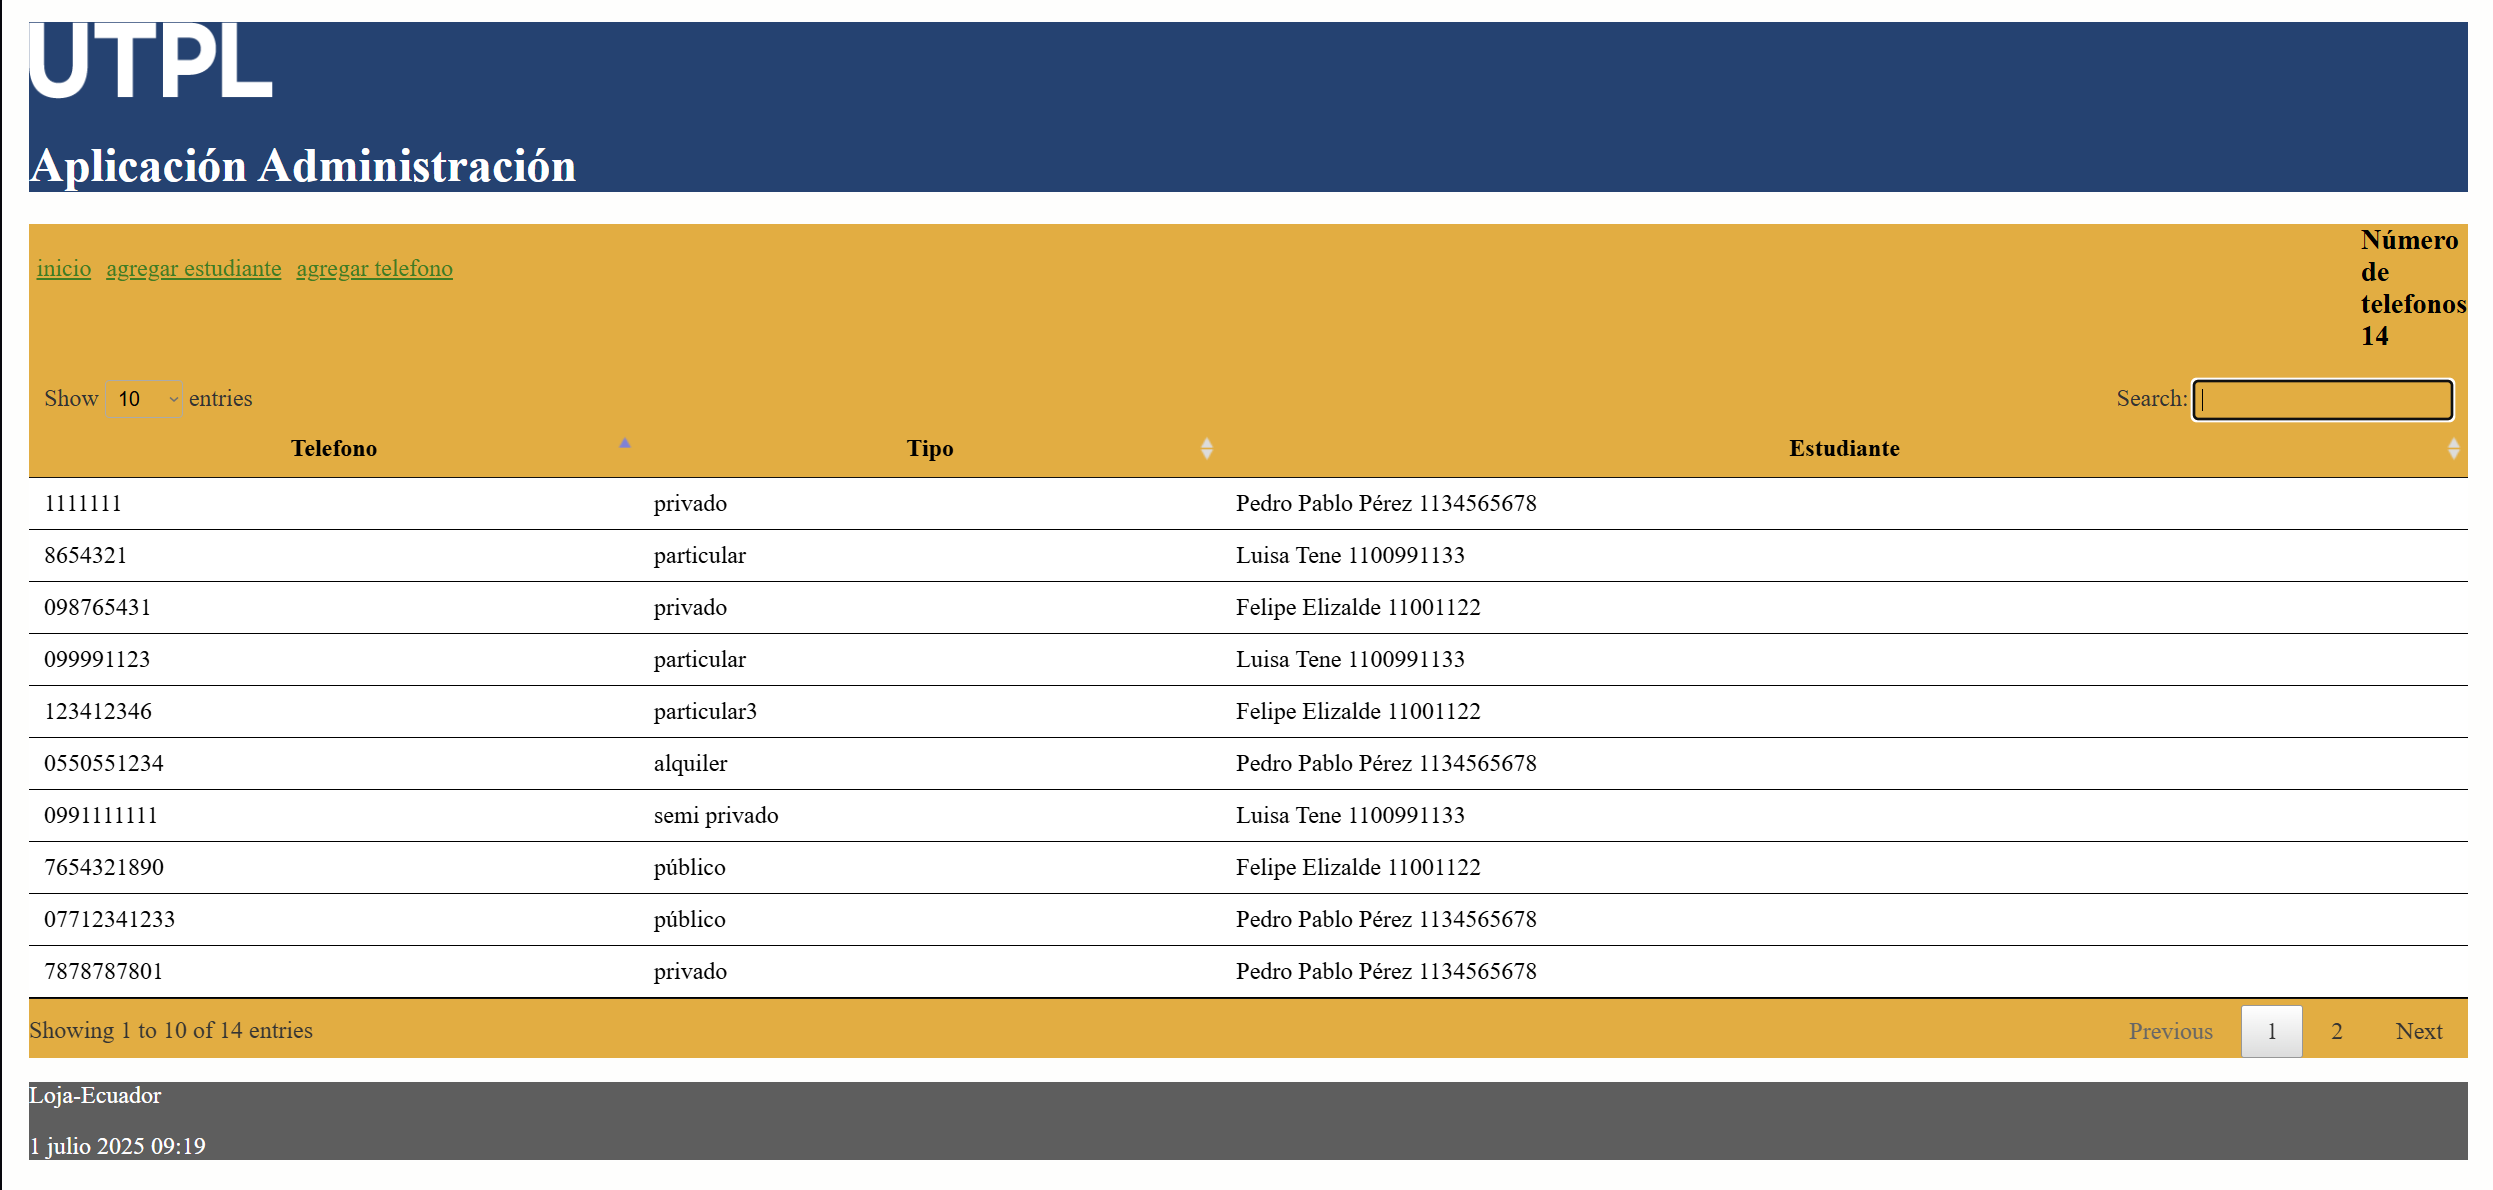 UTPL
Aplicación Administración
inicio agregar estudiante agregar telefono
Número
de
telefonos
14
Show 10 entries Search:
Telefono Tipo Estudiante
1111111 privado Pedro Pablo Pérez 1134565678
8654321 particular Luisa Tene 1100991133
098765431 privado Felipe Elizalde 11001122
099991123 particular Luisa Tene 1100991133
123412346 particular3 Felipe Elizalde 11001122
0550551234 alquiler Pedro Pablo Pérez 1134565678
0991111111 semi privado Luisa Tene 1100991133
7654321890 público Felipe Elizalde 11001122
07712341233 público Pedro Pablo Pérez 1134565678
7878787801 privado Pedro Pablo Pérez 1134565678
Showing 1 to 10 of 14 entries Previous 1 2 Next
Loja-Ecuador
1 julio 2025 09:19